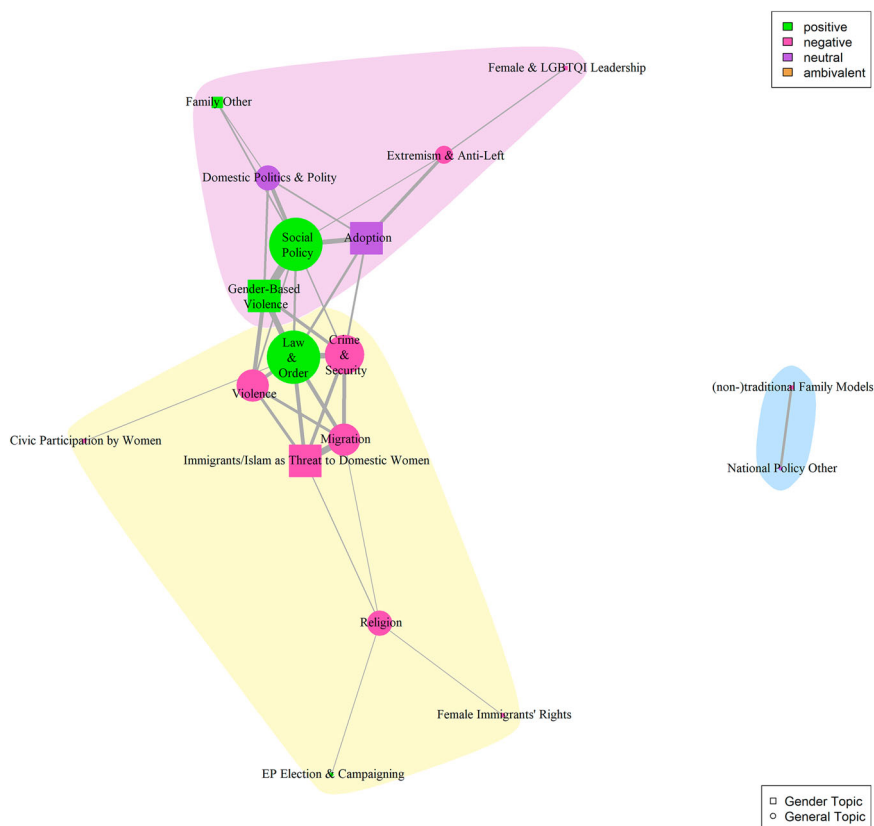 positive
negative
neutral
ambivalent
Female & LGBTQI Leadership
Family Other
Extremism & Anti-Left
Domestic Politics & Polity
Social
Policy
Adoption
Gender-Based
Violence
Law
&
Order
Crime
&
Security
Violence
(non-)traditional Family Models
Civic Participation by Women
Migration
Immigrants/Islam as Threat to Domestic Women
National Policy Other
Religion
Female Immigrants' Rights
EP Election & Campaigning
Gender Topic
General Topic